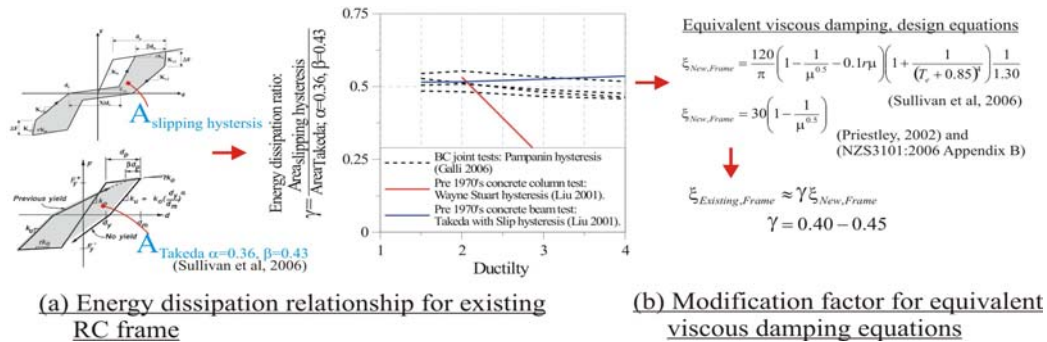 A slipping hystersis
Previous yield
No yield
A Takeda α=0.36, β=0.43
(Sullivan et al, 2006)
Energy dissipation ratio:
γ= Area slipping hysteresis / Area Takeda; α=0.36, β=0.43
0.75
0.5
0.25
0
BC joint tests: Pampanin hysteresis
(Galli 2006)
Pre 1970's concrete column test:
Wayne Stuart hysteresis (Liu 2001).
Pre 1970's concrete beam test:
Takeda with Slip hysteresis (Liu 2001).
1 2 3 4
Ductilty
(a) Energy dissipation relationship for existing
RC frame
Equivalent viscous damping, design equations
ξNew,Frame = 120/π (1 − 1/μ^0.5 − 0.1rμ)(1 + 1/(Te + 0.85)^4) 1/1.30
(Sullivan et al, 2006)
ξNew,Frame = 30(1 − 1/μ^0.5)
(Priestley, 2002) and
(NZS3101:2006 Appendix B)
ξExisting,Frame ≈ γξNew,Frame
γ = 0.40 − 0.45
(b) Modification factor for equivalent
viscous damping equations